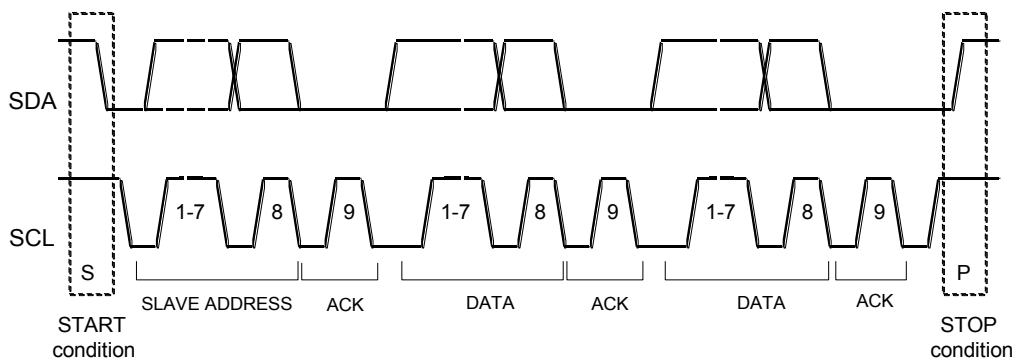 SDA
SCL
1-7 8 9 1-7 8 9 1-7 8 9
S P
SLAVE ADDRESS ACK DATA ACK DATA ACK
START
condition
STOP
condition